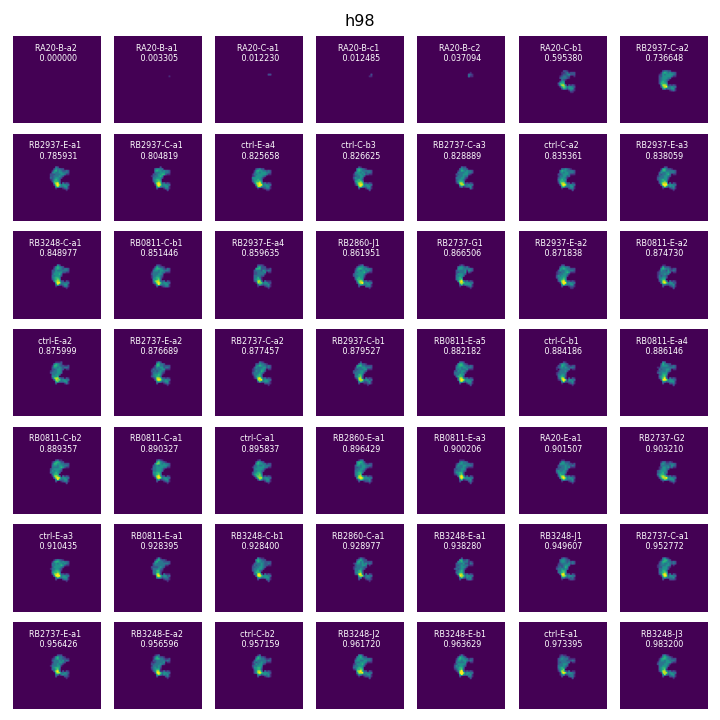 h98
RA20-B-a2
0.000000
RA20-B-a1
0.003305
RA20-C-a1
0.012230
RA20-B-c1
0.012485
RA20-B-c2
0.037094
RA20-C-b1
0.595380
RB2937-C-a2
0.736648
RB2937-E-a1
0.785931
RB2937-C-a1
0.804819
ctrl-E-a4
0.825658
ctrl-C-b3
0.826625
RB2737-C-a3
0.828889
ctrl-C-a2
0.835361
RB2937-E-a3
0.838059
RB3248-C-a1
0.848977
RB0811-C-b1
0.851446
RB2937-E-a4
0.859635
RB2860-J1
0.861951
RB2737-G1
0.866506
RB2937-E-a2
0.871838
RB0811-E-a2
0.874730
ctrl-E-a2
0.875999
RB2737-E-a2
0.876689
RB2737-C-a2
0.877457
RB2937-C-b1
0.879527
RB0811-E-a5
0.882182
ctrl-C-b1
0.884186
RB0811-E-a4
0.886146
RB0811-C-b2
0.889357
RB0811-C-a1
0.890327
ctrl-C-a1
0.895837
RB2860-E-a1
0.896429
RB0811-E-a3
0.900206
RA20-E-a1
0.901507
RB2737-G2
0.903210
ctrl-E-a3
0.910435
RB0811-E-a1
0.928395
RB3248-C-b1
0.928400
RB2860-C-a1
0.928977
RB3248-E-a1
0.938280
RB3248-J1
0.949607
RB2737-C-a1
0.952772
RB2737-E-a1
0.956426
RB3248-E-a2
0.956596
ctrl-C-b2
0.957159
RB3248-J2
0.961720
RB3248-E-b1
0.963629
ctrl-E-a1
0.973395
RB3248-J3
0.983200